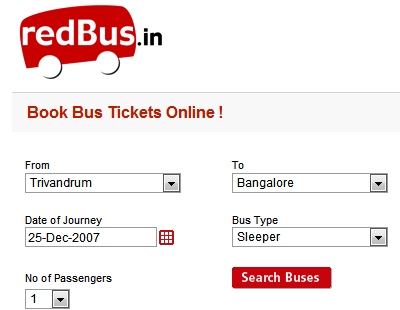 redBus.in
Book Bus Tickets Online !
From To
Trivandrum Bangalore
Date of Journey Bus Type
25-Dec-2007 Sleeper
No of Passengers
1 Search Buses